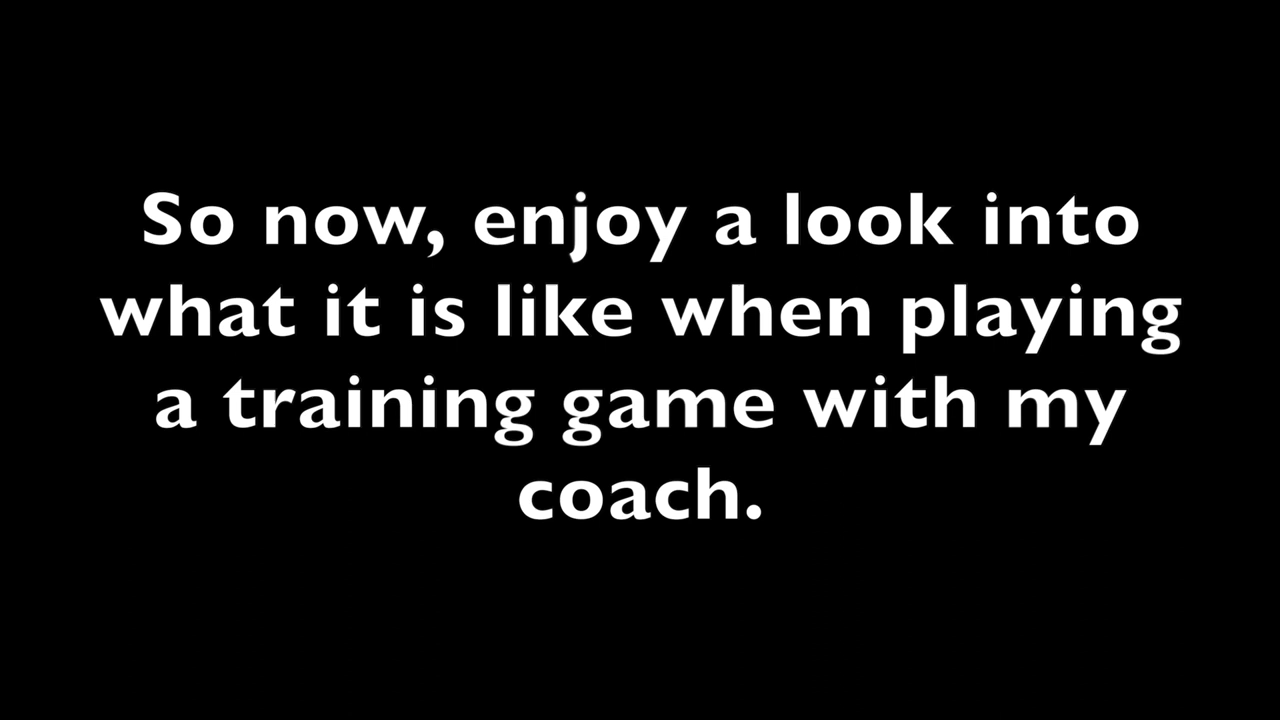 So now, enjoy a look into
what it is like when playing
a training game with my
coach.